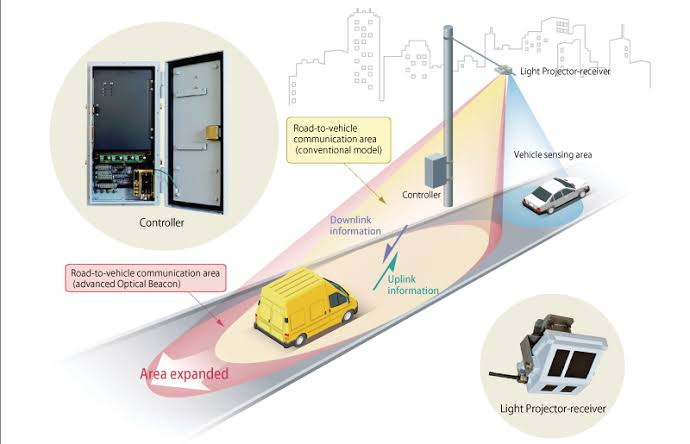 Light Projector-receiver
Road-to-vehicle
communication area
(conventional model)
Vehicle sensing area
Controller
Controller
Downlink
information
Road-to-vehicle communication area
(advanced Optical Beacon)
Uplink
information
Area expanded
Light Projector-receiver